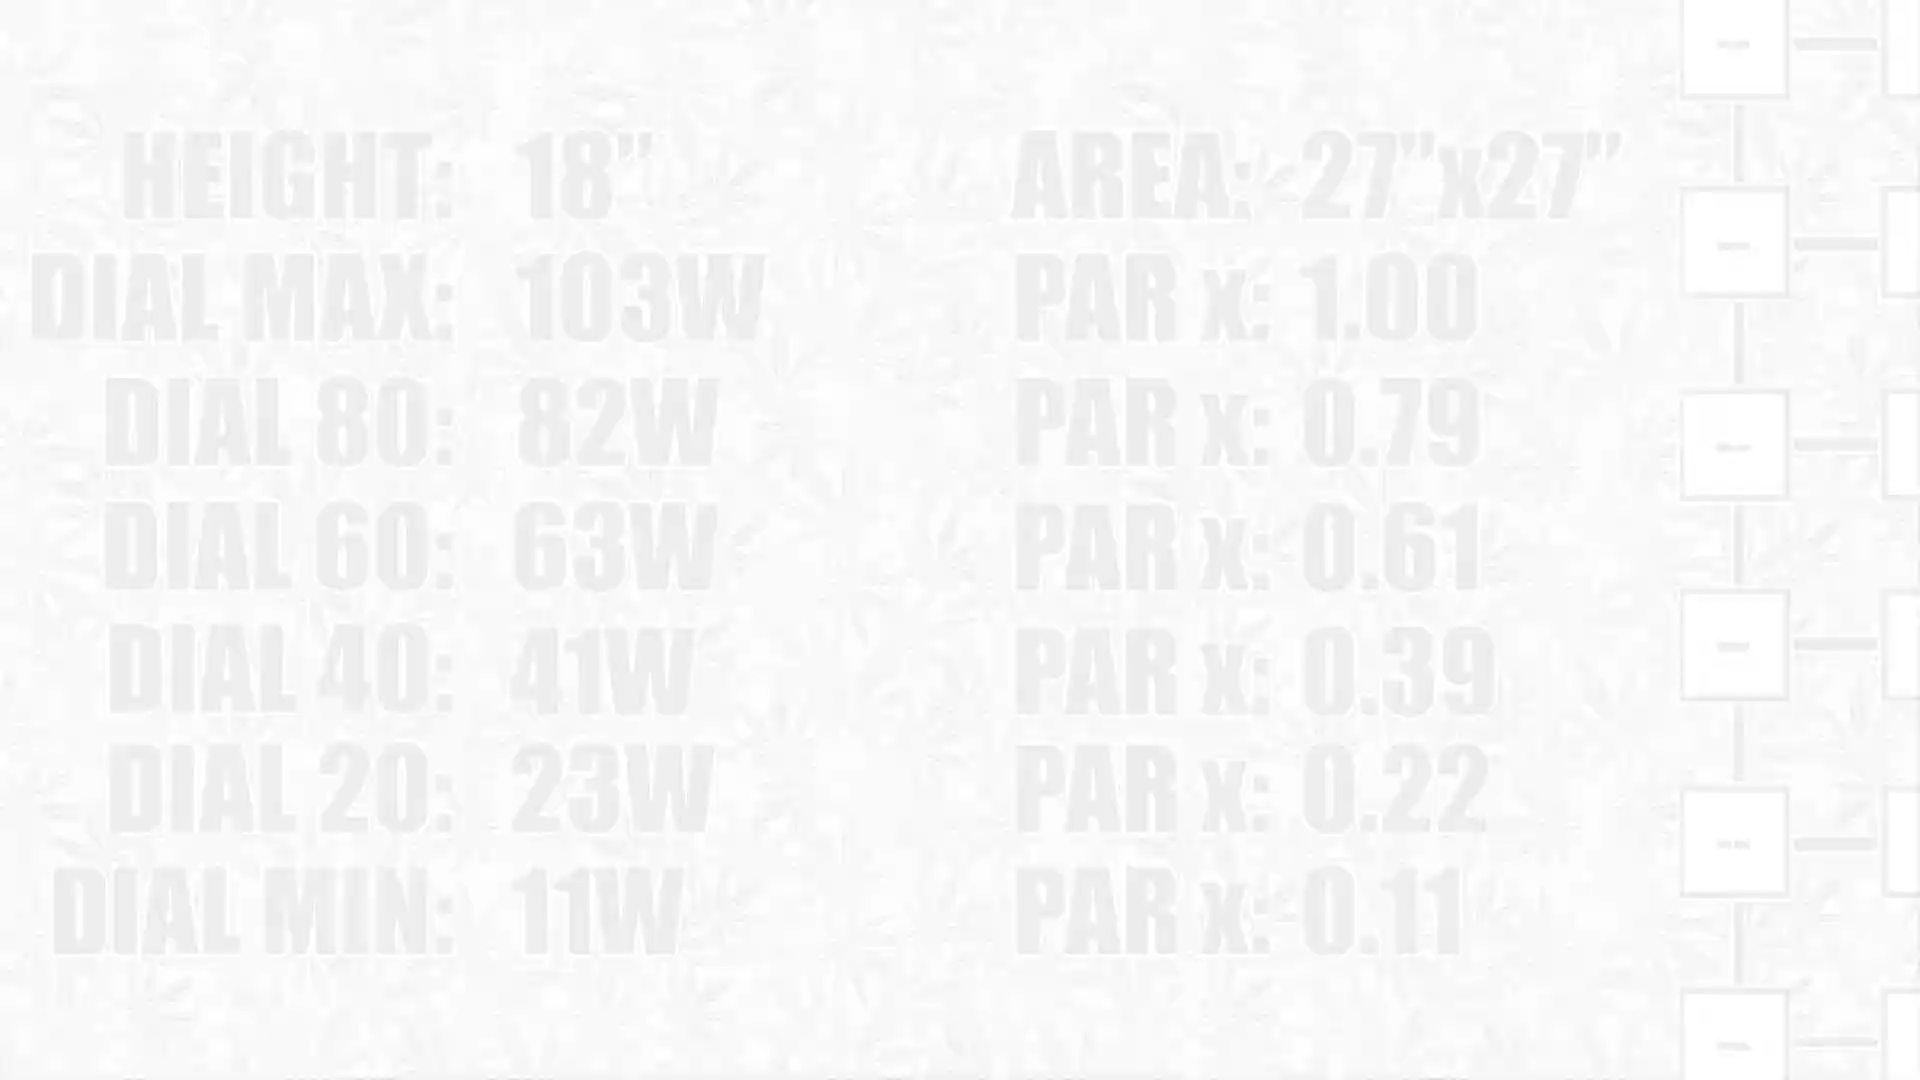 HEIGHT: 18" AREA: 27"x27"
DIAL MAX: 103W PAR x: 1.00
DIAL 80: 82W PAR x: 0.79
DIAL 60: 63W PAR x: 0.61
DIAL 40: 41W PAR x: 0.39
DIAL 20: 23W PAR x: 0.22
DIAL MIN: 11W PAR x: 0.11